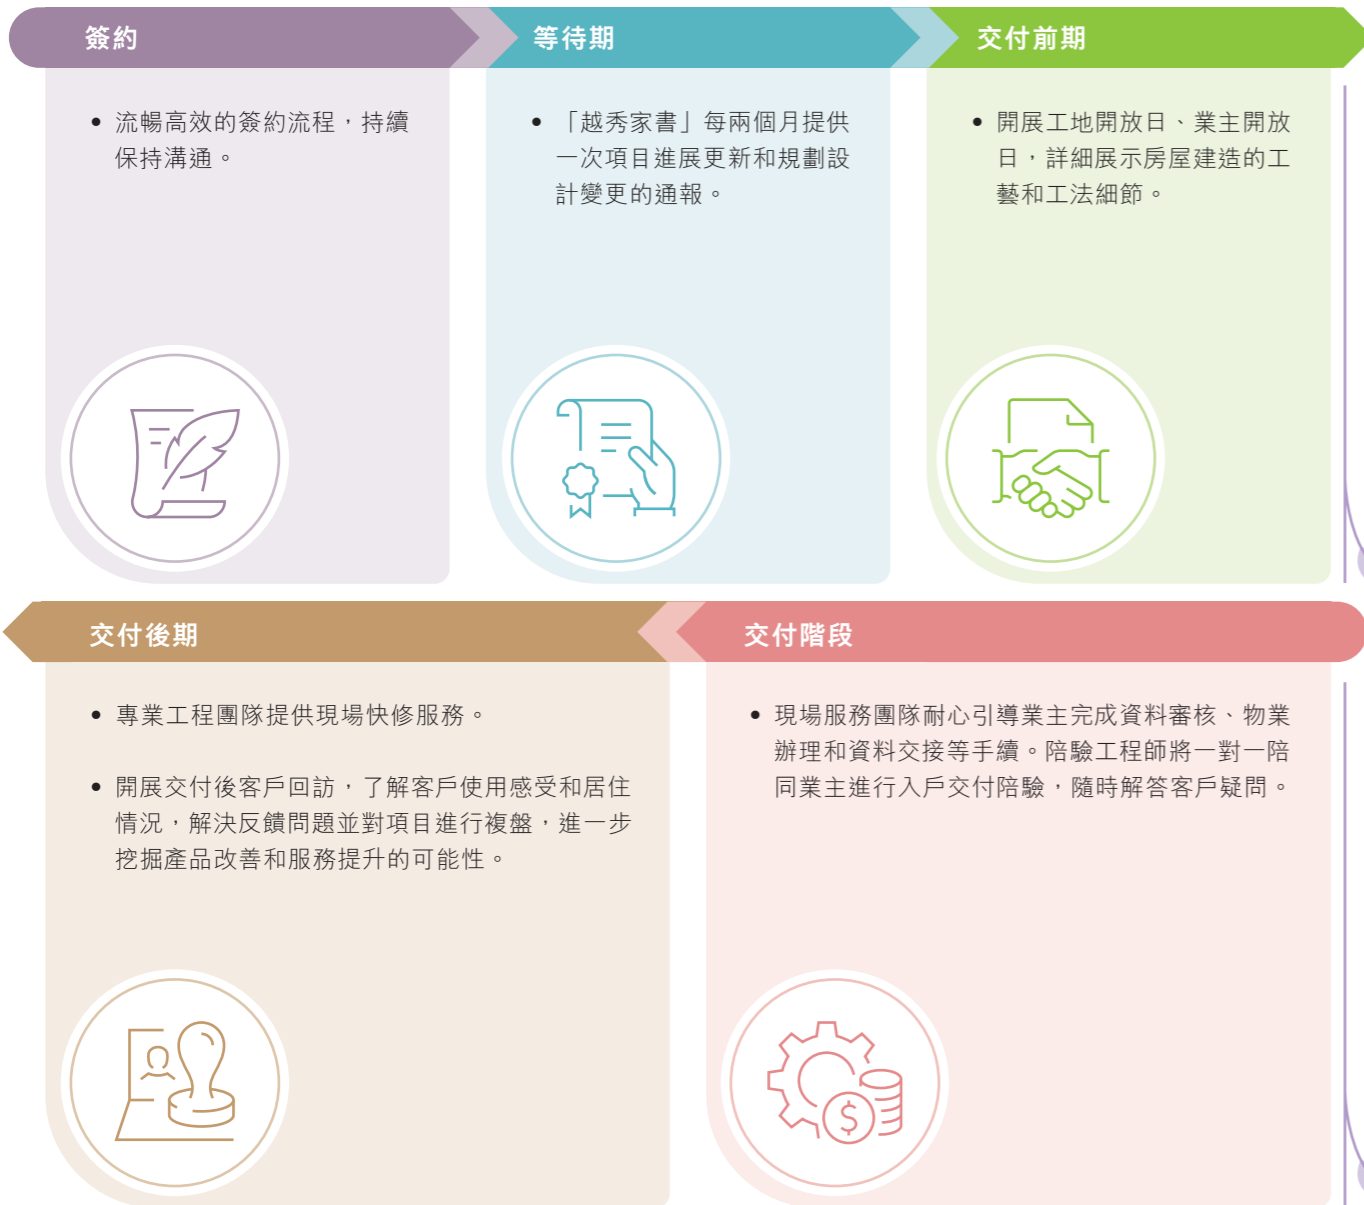 簽約
流暢高效的簽約流程，持續
保持溝通。
等待期
「越秀家書」每兩個月提供
一次項目進展更新和規劃設
計變更的通報。
交付前期
開展工地開放日、業主開放
日，詳細展示房屋建造的工
藝和工法細節。
交付階段
現場服務團隊耐心引導業主完成資料審核、物業
辦理和資料交接等手續。陪驗工程師將一對一陪
同業主進行入戶交付陪驗，隨時解答客戶疑問。
交付後期
專業工程團隊提供現場快修服務。
開展交付後客戶回訪，了解客戶使用感受和居住
情況，解決反饋問題並對項目進行複盤，進一步
挖掘產品改善和服務提升的可能性。
$